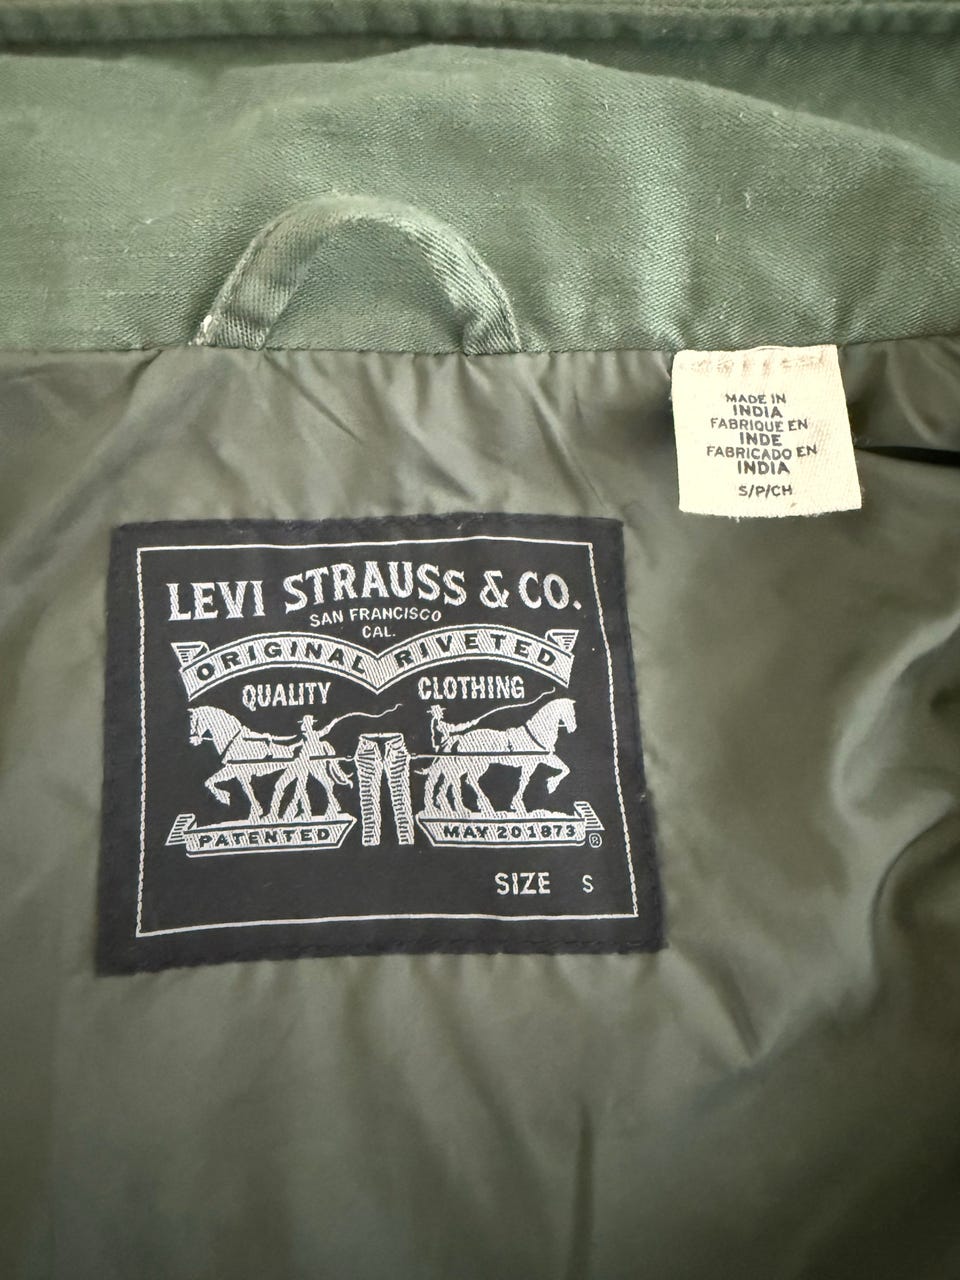 MADE IN
INDIA
FABRIQUE EN
INDE
FABRICADO EN
INDIA
S/P/CH
LEVI STRAUSS & CO.
SAN FRANCISCO
CAL.
ORIGINAL RIVETED
QUALITY CLOTHING
PATENTED MAY 20 1873 ®
SIZE S